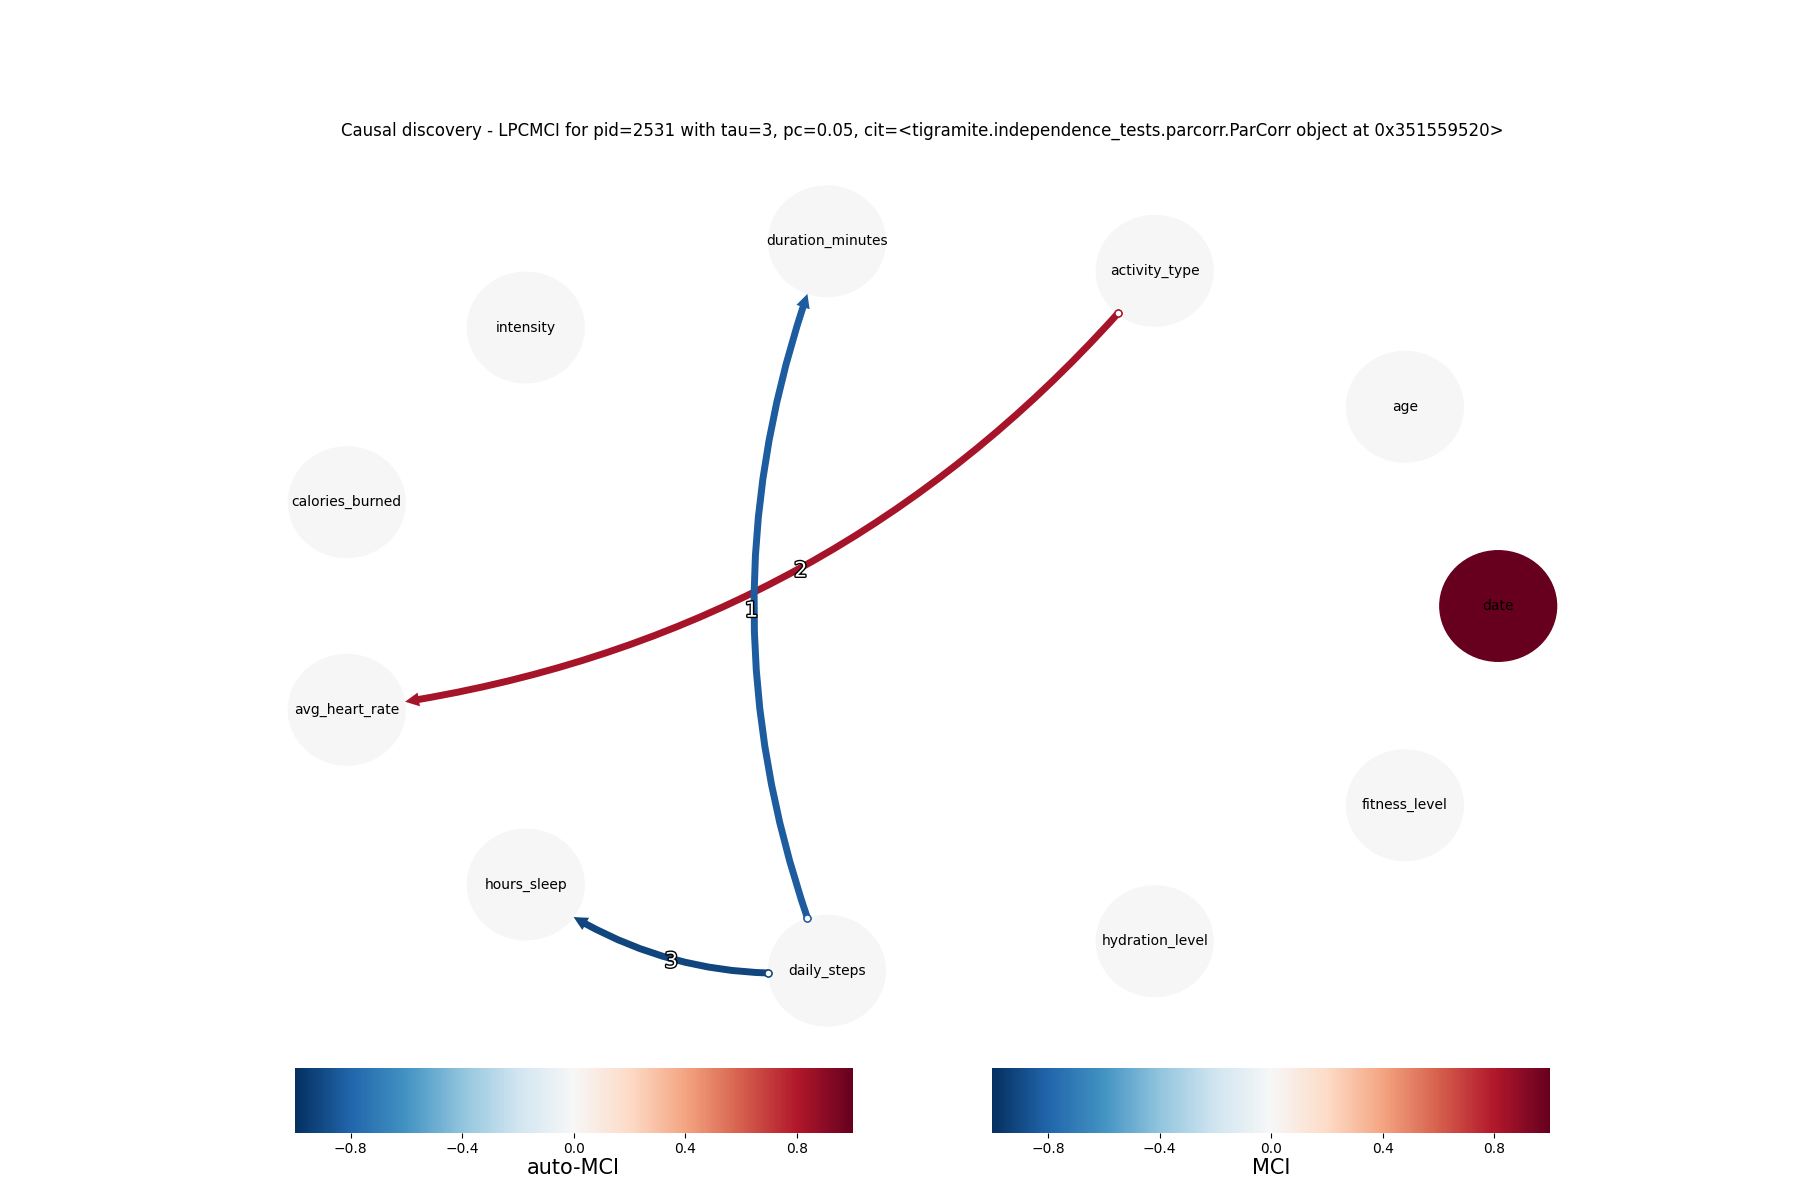 Causal discovery - LPCMCI for pid=2531 with tau=3, pc=0.05, cit=<tigramite.independence_tests.parcorr.ParCorr object at 0x351559520>
duration_minutes
activity_type
intensity
age
calories_burned
2
date
1
avg_heart_rate
fitness_level
hours_sleep
hydration_level
3
daily_steps
−0.8 −0.4 0.0 0.4 0.8
auto-MCI
−0.8 −0.4 0.0 0.4 0.8
MCI